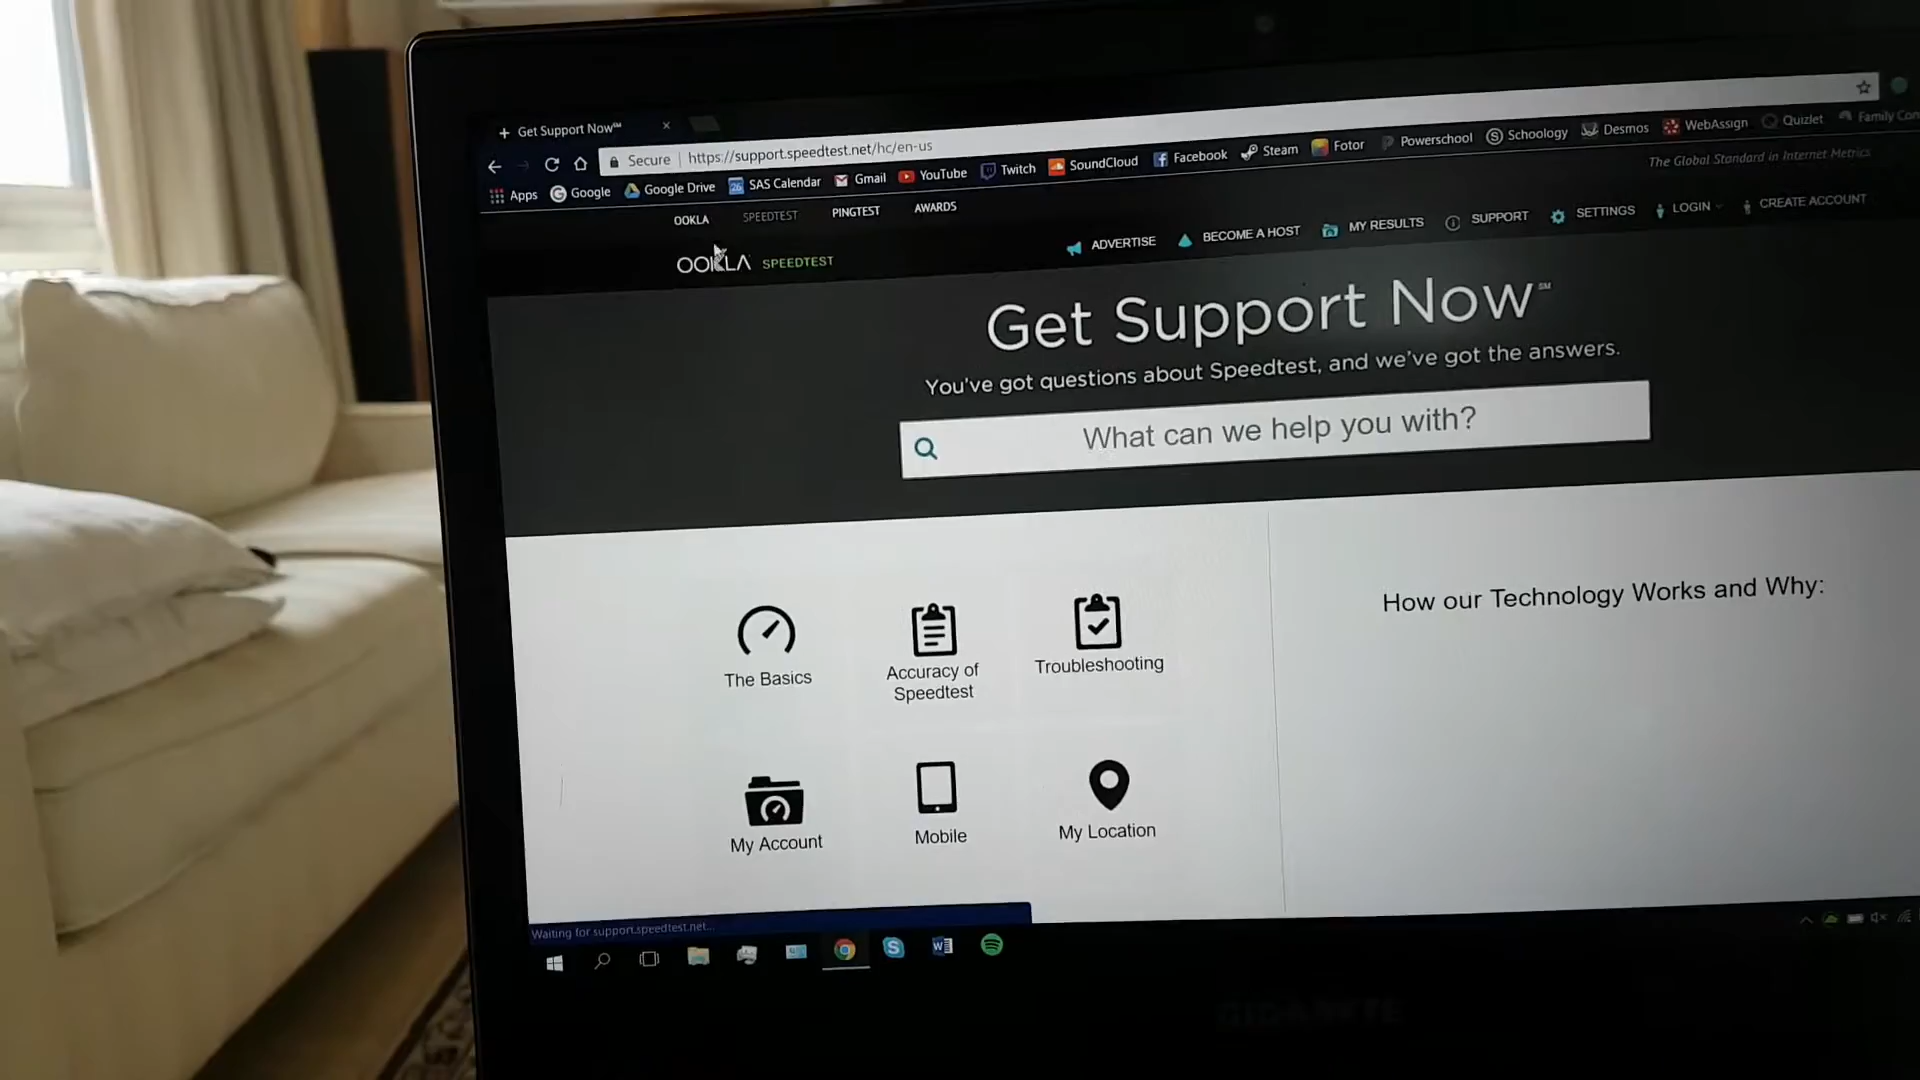 Get Support Now℠
Secure https://support.speedtest.net/hc/en-us
Apps Google Google Drive 26 SAS Calendar Gmail YouTube Twitch SoundCloud Facebook Steam Fotor Powerschool Schoology Desmos WebAssign Quizlet Family
OOKLA SPEEDTEST PINGTEST AWARDS
The Global Standard in Internet Metrics
OOKLA SPEEDTEST
ADVERTISE BECOME A HOST MY RESULTS SUPPORT SETTINGS LOGIN CREATE ACCOUNT
Get Support Now℠
You've got questions about Speedtest, and we've got the answers.
What can we help you with?
The Basics
Accuracy of
Speedtest
Troubleshooting
How our Technology Works and Why:
My Account
Mobile
My Location
Waiting for support.speedtest.net...
GIGABYTE